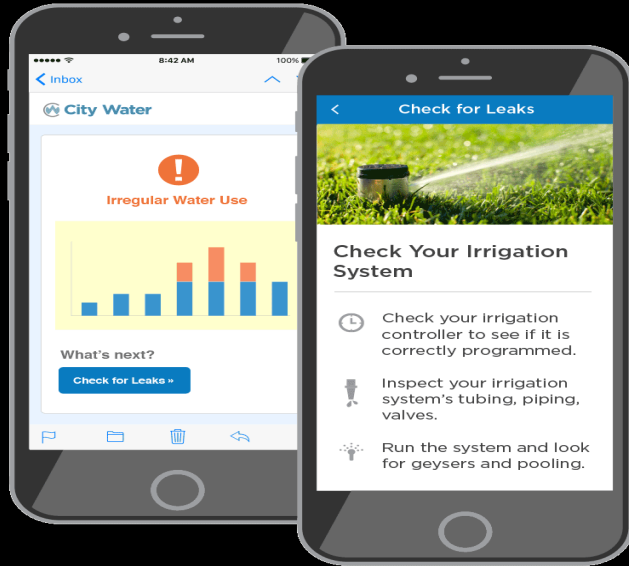 8:42 AM
100%
Inbox
City Water
Irregular Water Use
What's next?
Check for Leaks »
Check for Leaks
Check Your Irrigation
System
Check your irrigation
controller to see if it is
correctly programmed.
Inspect your irrigation
system's tubing, piping,
valves.
Run the system and look
for geysers and pooling.